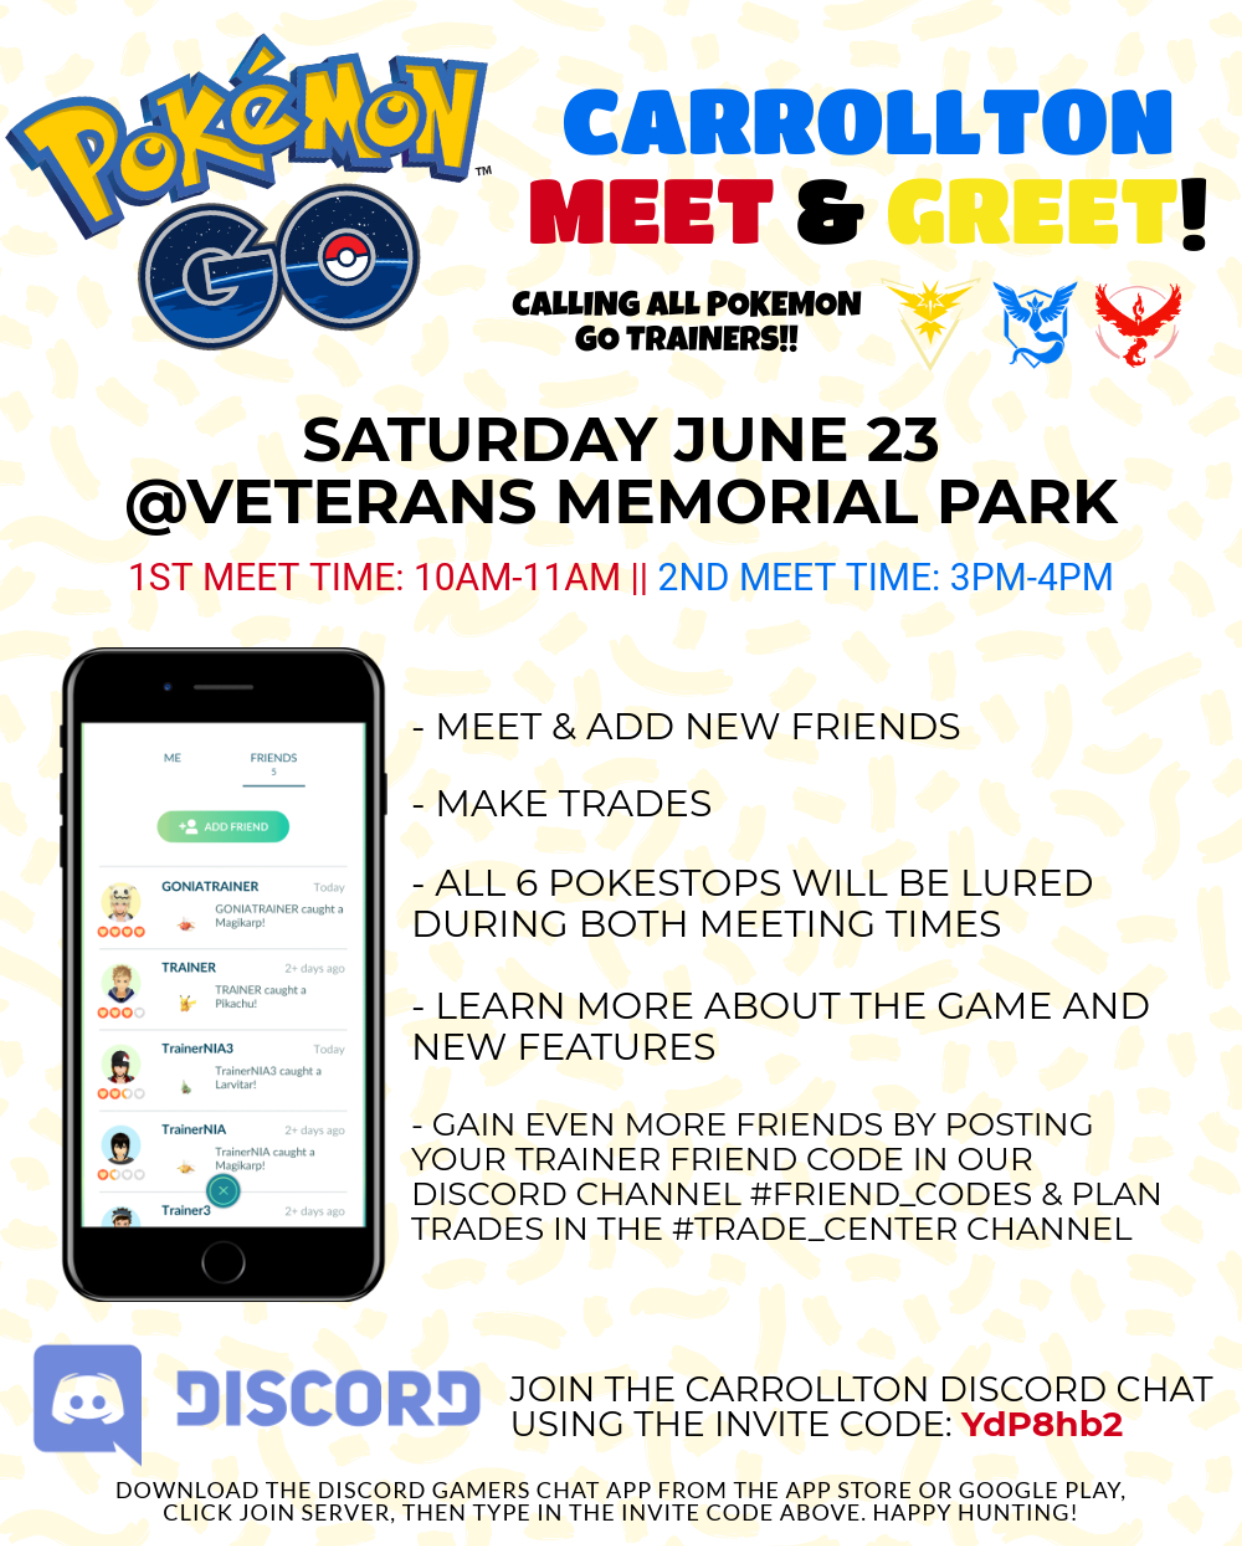 POKéMON
TM
GO
CARROLLTON
MEET & GREET!
CALLING ALL POKEMON
GO TRAINERS!!
SATURDAY JUNE 23
@VETERANS MEMORIAL PARK
1ST MEET TIME: 10AM-11AM || 2ND MEET TIME: 3PM-4PM
ME FRIENDS
5
ADD FRIEND
GONIATRAINER Today
GONIATRAINER caught a
Magikarp!
TRAINER 2+ days ago
TRAINER caught a
Pikachu!
TrainerNIA3 Today
TrainerNIA3 caught a
Larvitar!
TrainerNIA 2+ days ago
TrainerNIA caught a
Magikarp!
Trainer3 2+ days ago
- MEET & ADD NEW FRIENDS
- MAKE TRADES
- ALL 6 POKESTOPS WILL BE LURED
DURING BOTH MEETING TIMES
- LEARN MORE ABOUT THE GAME AND
NEW FEATURES
- GAIN EVEN MORE FRIENDS BY POSTING
YOUR TRAINER FRIEND CODE IN OUR
DISCORD CHANNEL #FRIEND_CODES & PLAN
TRADES IN THE #TRADE_CENTER CHANNEL
DISCORD
JOIN THE CARROLLTON DISCORD CHAT
USING THE INVITE CODE: YdP8hb2
DOWNLOAD THE DISCORD GAMERS CHAT APP FROM THE APP STORE OR GOOGLE PLAY,
CLICK JOIN SERVER, THEN TYPE IN THE INVITE CODE ABOVE. HAPPY HUNTING!